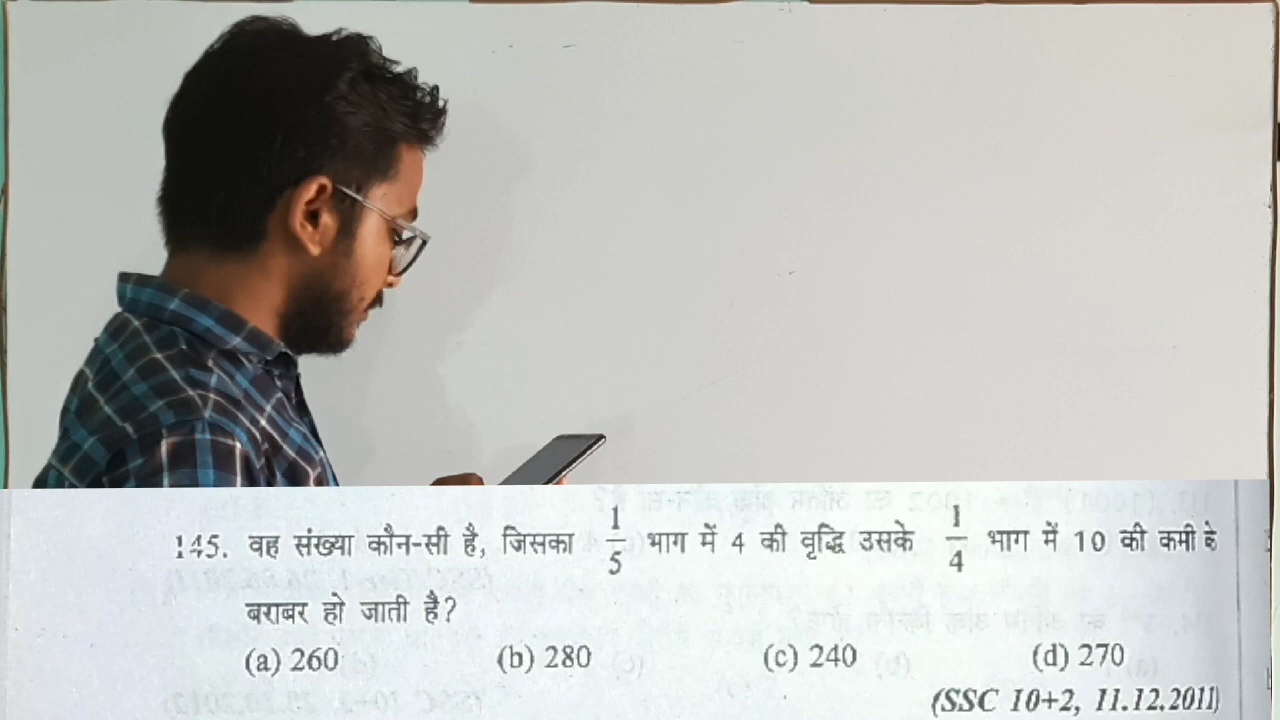 145. वह संख्या कौन-सी है, जिसका 1/5 भाग में 4 की वृद्धि उसके 1/4 भाग में 10 की कमी के
बराबर हो जाती है?
(a) 260 (b) 280 (c) 240 (d) 270
(SSC 10+2, 11.12.2011)